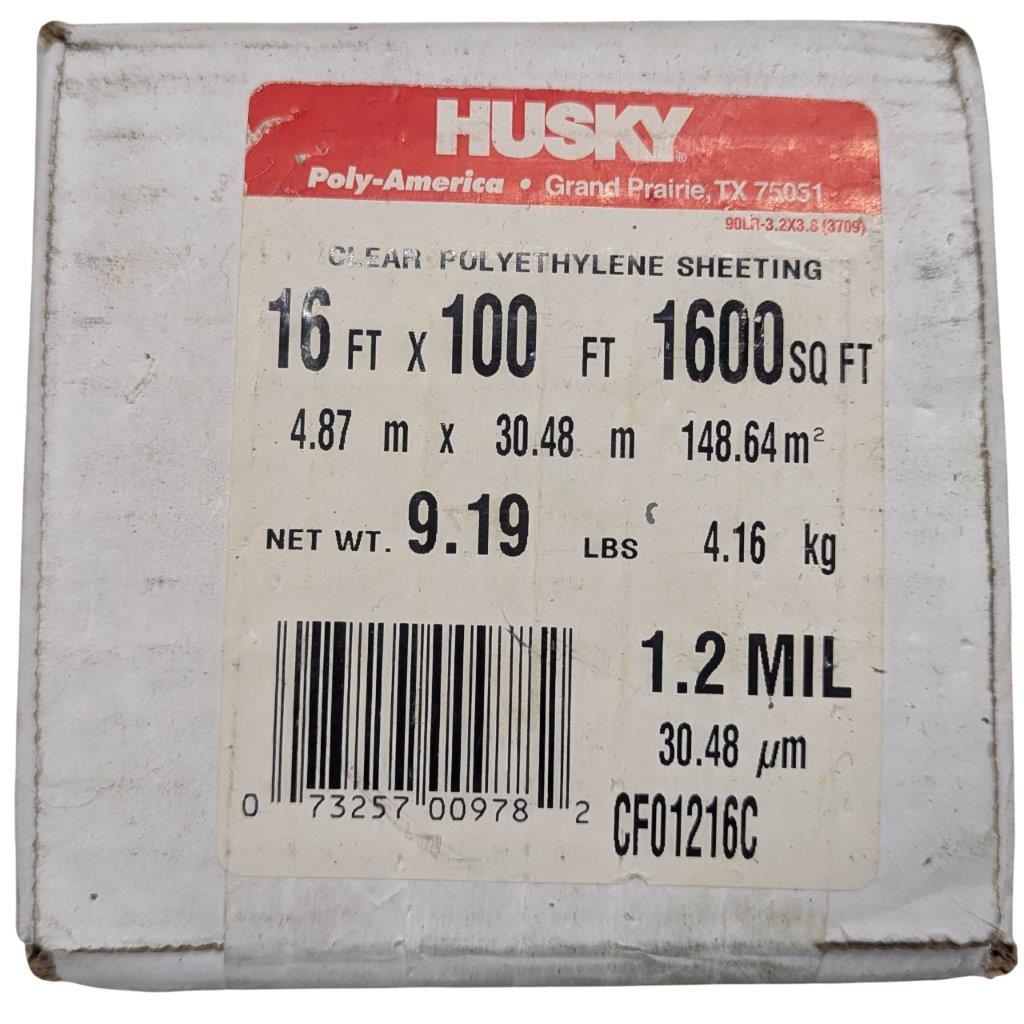 HUSKY®
Poly-America • Grand Prairie, TX 75051
90LR-3.2X3.8 (3709)
CLEAR POLYETHYLENE SHEETING
16 FT X 100 FT 1600 SQ FT
4.87 m x 30.48 m 148.64 m²
NET WT. 9.19 LBS 4.16 kg
1.2 MIL
30.48 µm
0 73257 00978 2
CF01216C